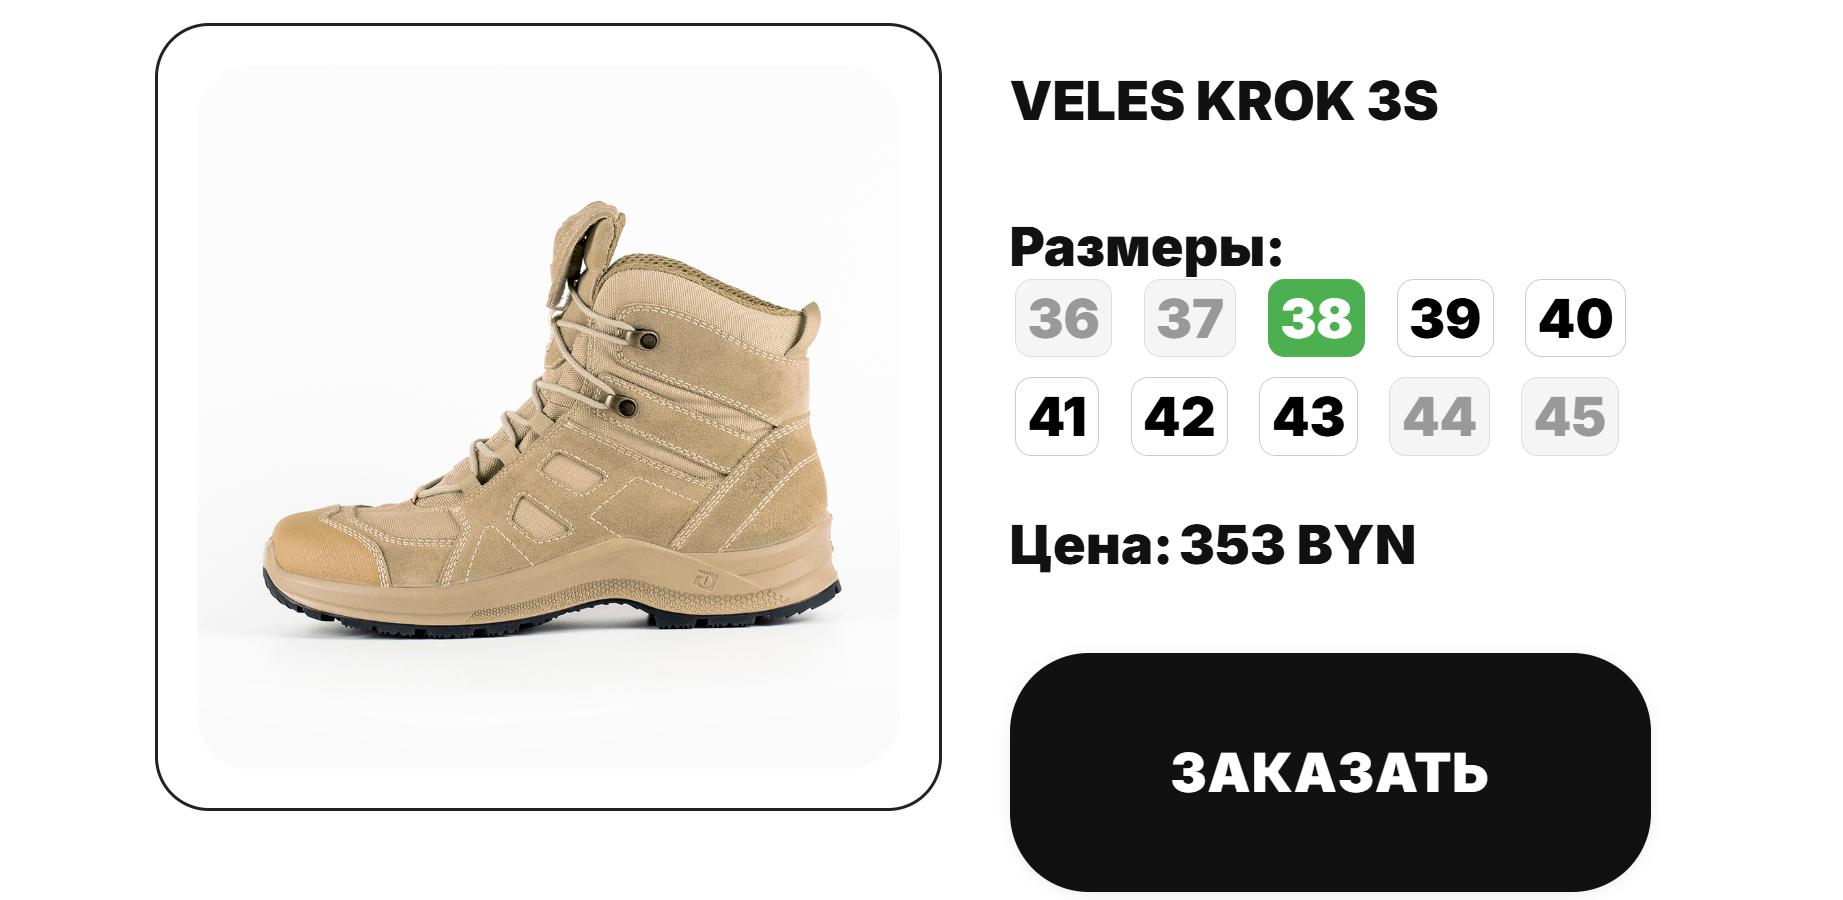 VELES KROK 3S
Размеры:
36 37 38 39 40
41 42 43 44 45
Цена: 353 BYN
ЗАКАЗАТЬ